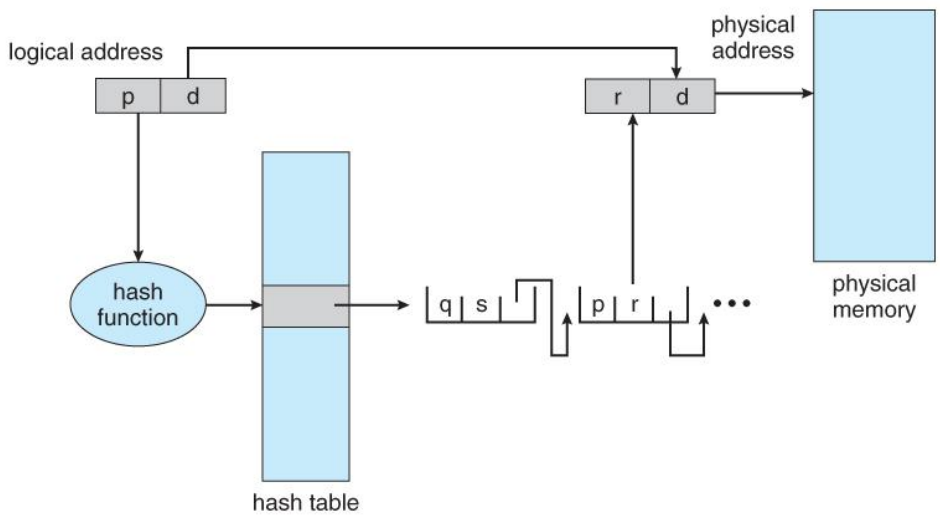 logical address
physical
address
p d
r d
hash
function
q s
p r
•••
physical
memory
hash table